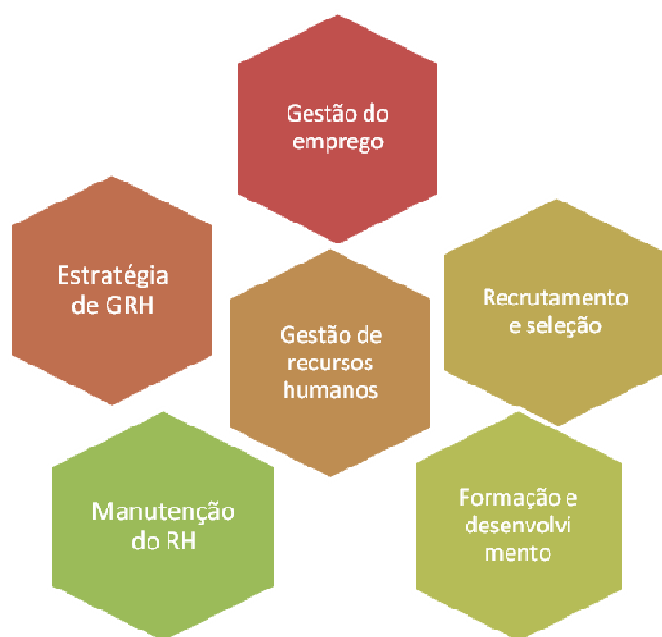 Gestão do
emprego
Estratégia
de GRH
Recrutamento
e seleção
Gestão de
recursos
humanos
Manutenção
do RH
Formação e
desenvolvi
mento